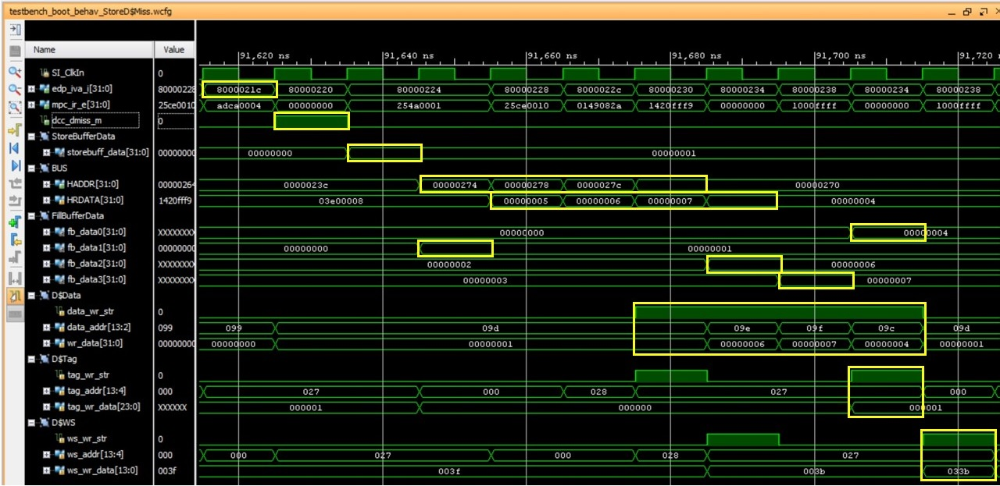 testbench_boot_behav_StoreD$Miss.wcfg
Name Value 91,620 ns 91,640 ns 91,660 ns 91,680 ns 91,700 ns 91,720
SI_ClkIn 0
edp_iva_i[31:0] 80000228 8000021c 80000220 80000224 80000228 8000022c 80000230 80000234 80000238 80000234 80000238
mpc_ir_e[31:0] 25ce0010 adca0004 00000000 254a0001 25ce0010 0149082a 1420fff9 00000000 1000ffff 00000000 1000ffff
dcc_dmiss_m 0
StoreBufferData
storebuff_data[31:0] 00000000 00000000 00000001
BUS
HADDR[31:0] 00000264 0000023c 00000274 00000278 0000027c 00000270
HRDATA[31:0] 1420fff9 03e00008 00000005 00000006 00000007 00000004
FillBufferData
fb_data0[31:0] XXXXXXXX 00000000 00000004
fb_data1[31:0] 00000000 00000000 00000001
fb_data2[31:0] XXXXXXXX 00000002 00000006
fb_data3[31:0] XXXXXXXX 00000003 00000007
D$Data
data_wr_str 0
data_addr[13:2] 099 099 09d 09e 09f 09c 09d
wr_data[31:0] 00000000 00000000 00000001 00000006 00000007 00000004 00000001
D$Tag
tag_wr_str 0
tag_addr[13:4] 000 027 000 028 027 000
tag_wr_data[23:0] XXXXXX 000001 000000 000001
D$WS
ws_wr_str 0
ws_addr[13:4] 000 000 027 000 028 027
ws_wr_data[13:0] 003f 003f 003b 033b